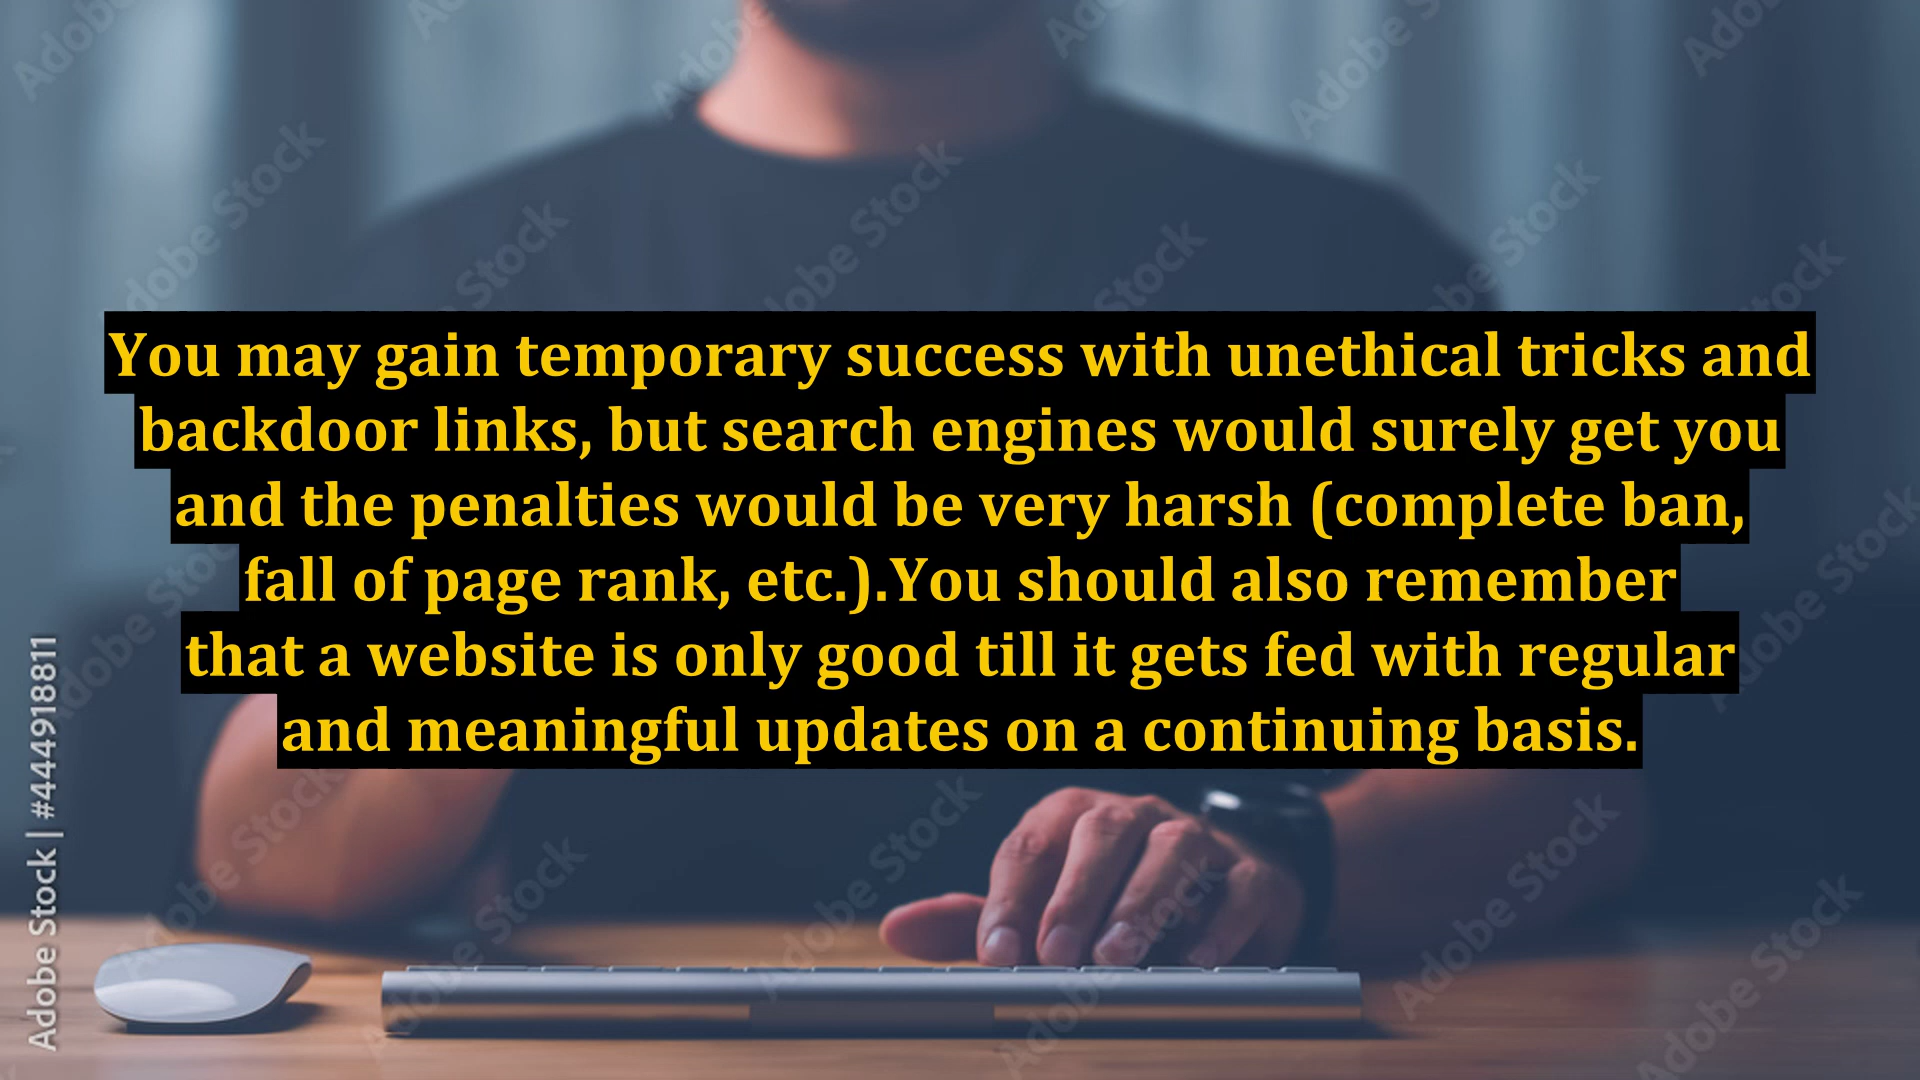 You may gain temporary success with unethical tricks and
backdoor links, but search engines would surely get you
and the penalties would be very harsh (complete ban,
fall of page rank, etc.).You should also remember
that a website is only good till it gets fed with regular
and meaningful updates on a continuing basis.
Adobe Stock | #444918811
Adobe Stock